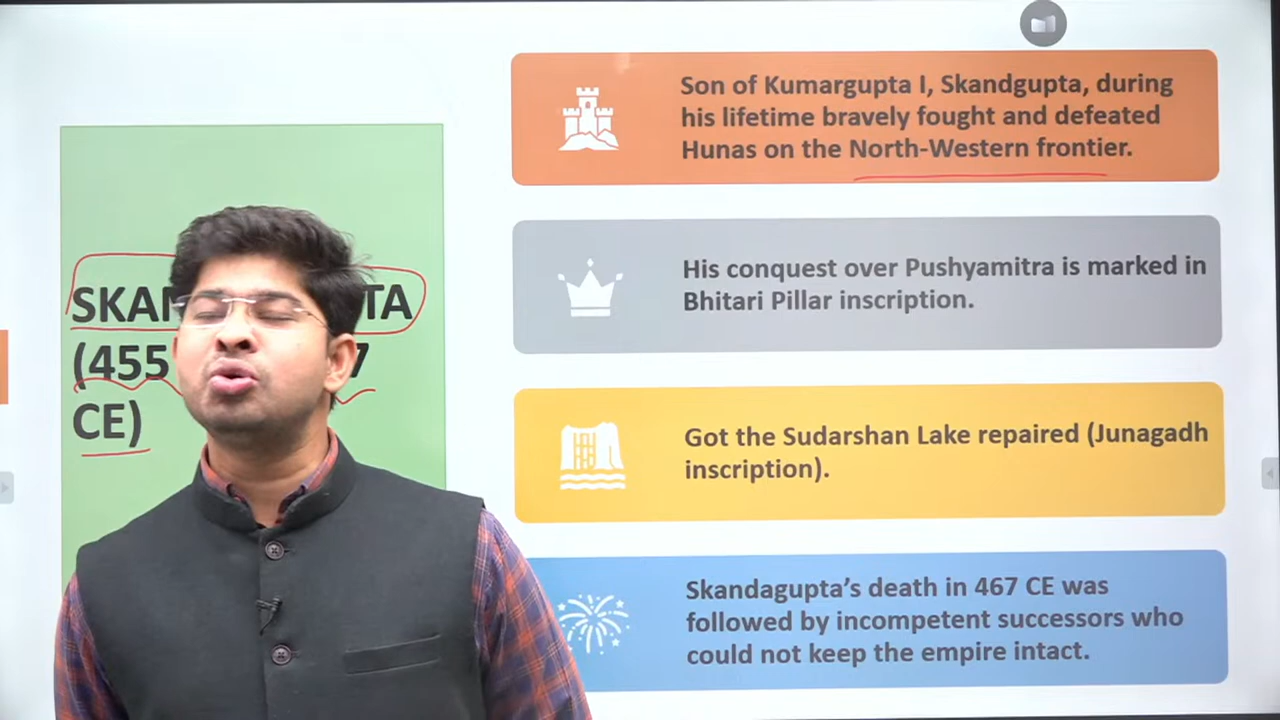 SKAN TA
(455 7
CE)
Son of Kumargupta I, Skandgupta, during
his lifetime bravely fought and defeated
Hunas on the North-Western frontier.
His conquest over Pushyamitra is marked in
Bhitari Pillar inscription.
Got the Sudarshan Lake repaired (Junagadh
inscription).
Skandagupta’s death in 467 CE was
followed by incompetent successors who
could not keep the empire intact.